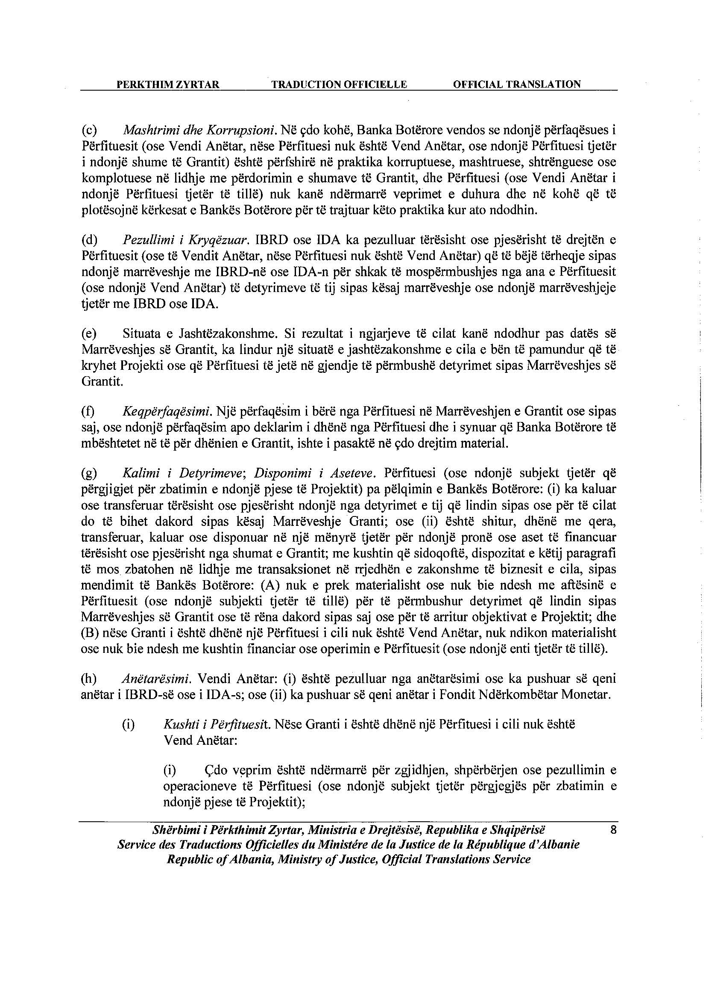 PERKTHIM ZYRTAR TRADUCTION OFFICIELLE OFFICIAL TRANSLATION
(c) Mashtrimi dhe Korrupsioni. Në çdo kohë, Banka Botërore vendos se ndonjë përfaqësues i
Përfituesit (ose Vendi Anëtar, nëse Përfituesi nuk është Vend Anëtar, ose ndonjë Përfituesi tjetër
i ndonjë shume të Grantit) është përfshirë në praktika korruptuese, mashtruese, shtrënguese ose
komplotuese në lidhje me përdorimin e shumave të Grantit, dhe Përfituesi (ose Vendi Anëtar i
ndonjë Përfituesi tjetër të tillë) nuk kanë ndërmarrë veprimet e duhura dhe në kohë që të
plotësojnë kërkesat e Bankës Botërore për të trajtuar këto praktika kur ato ndodhin.
(d) Pezullimi i Kryqëzuar. IBRD ose IDA ka pezulluar tërësisht ose pjesërisht të drejtën e
Përfituesit (ose të Vendit Anëtar, nëse Përfituesi nuk është Vend Anëtar) që të bëjë tërheqje sipas
ndonjë marrëveshje me IBRD-në ose IDA-n për shkak të mospërmbushjes nga ana e Përfituesit
(ose ndonjë Vend Anëtar) të detyrimeve të tij sipas kësaj marrëveshje ose ndonjë marrëveshjeje
tjetër me IBRD ose IDA.
(e) Situata e Jashtëzakonshme. Si rezultat i ngjarjeve të cilat kanë ndodhur pas datës së
Marrëveshjes së Grantit, ka lindur një situatë e jashtëzakonshme e cila e bën të pamundur që të
kryhet Projekti ose që Përfituesi të jetë në gjendje të përmbushë detyrimet sipas Marrëveshjes së
Grantit.
(f) Keqpërfaqësimi. Një përfaqësim i bërë nga Përfituesi në Marrëveshjen e Grantit ose sipas
saj, ose ndonjë përfaqësim apo deklarim i dhënë nga Përfituesi dhe i synuar që Banka Botërore të
mbështetet në të për dhënien e Grantit, ishte i pasaktë në çdo drejtim material.
(g) Kalimi i Detyrimeve; Disponimi i Aseteve. Përfituesi (ose ndonjë subjekt tjetër që
përgjigjet për zbatimin e ndonjë pjese të Projektit) pa pëlqimin e Bankës Botërore: (i) ka kaluar
ose transferuar tërësisht ose pjesërisht ndonjë nga detyrimet e tij që lindin sipas ose për të cilat
do të bihet dakord sipas kësaj Marrëveshje Granti; ose (ii) është shitur, dhënë me qera,
transferuar, kaluar ose disponuar në një mënyrë tjetër për ndonjë pronë ose aset të financuar
tërësisht ose pjesërisht nga shumat e Grantit; me kushtin që sidoqoftë, dispozitat e këtij paragrafi
të mos zbatohen në lidhje me transaksionet në rrjedhën e zakonshme të biznesit e cila, sipas
mendimit të Bankës Botërore: (A) nuk e prek materialisht ose nuk bie ndesh me aftësinë e
Përfituesit (ose ndonjë subjekti tjetër të tillë) për të përmbushur detyrimet që lindin sipas
Marrëveshjes së Grantit ose të rëna dakord sipas saj ose për të arritur objektivat e Projektit; dhe
(B) nëse Granti i është dhënë një Përfituesi i cili nuk është Vend Anëtar, nuk ndikon materialisht
ose nuk bie ndesh me kushtin financiar ose operimin e Përfituesit (ose ndonjë enti tjetër të tillë).
(h) Anëtarësimi. Vendi Anëtar: (i) është pezulluar nga anëtarësimi ose ka pushuar së qeni
anëtar i IBRD-së ose i IDA-s; ose (ii) ka pushuar së qeni anëtar i Fondit Ndërkombëtar Monetar.
(i) Kushti i Përfituesit. Nëse Granti i është dhënë një Përfituesi i cili nuk është
Vend Anëtar:
(i) Çdo veprim është ndërmarrë për zgjidhjen, shpërbërjen ose pezullimin e
operacioneve të Përfituesi (ose ndonjë subjekt tjetër përgjegjës për zbatimin e
ndonjë pjese të Projektit);
Shërbimi i Përkthimit Zyrtar, Ministria e Drejtësisë, Republika e Shqipërisë 8
Service des Traductions Officielles du Ministére de la Justice de la République d'Albanie
Republic of Albania, Ministry of Justice, Official Translations Service